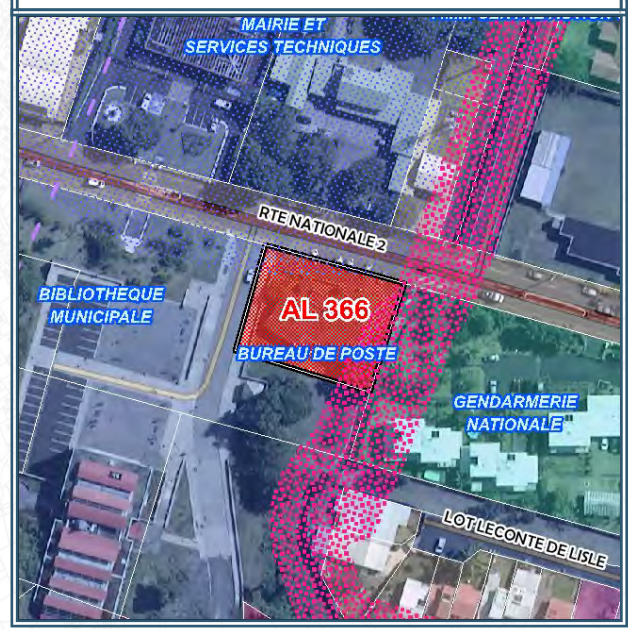 MAIRIE ET
SERVICES TECHNIQUES
RTE NATIONALE 2
BIBLIOTHEQUE
MUNICIPALE
AL 366
BUREAU DE POSTE
GENDARMERIE
NATIONALE
LOT LECONTE DE LISLE